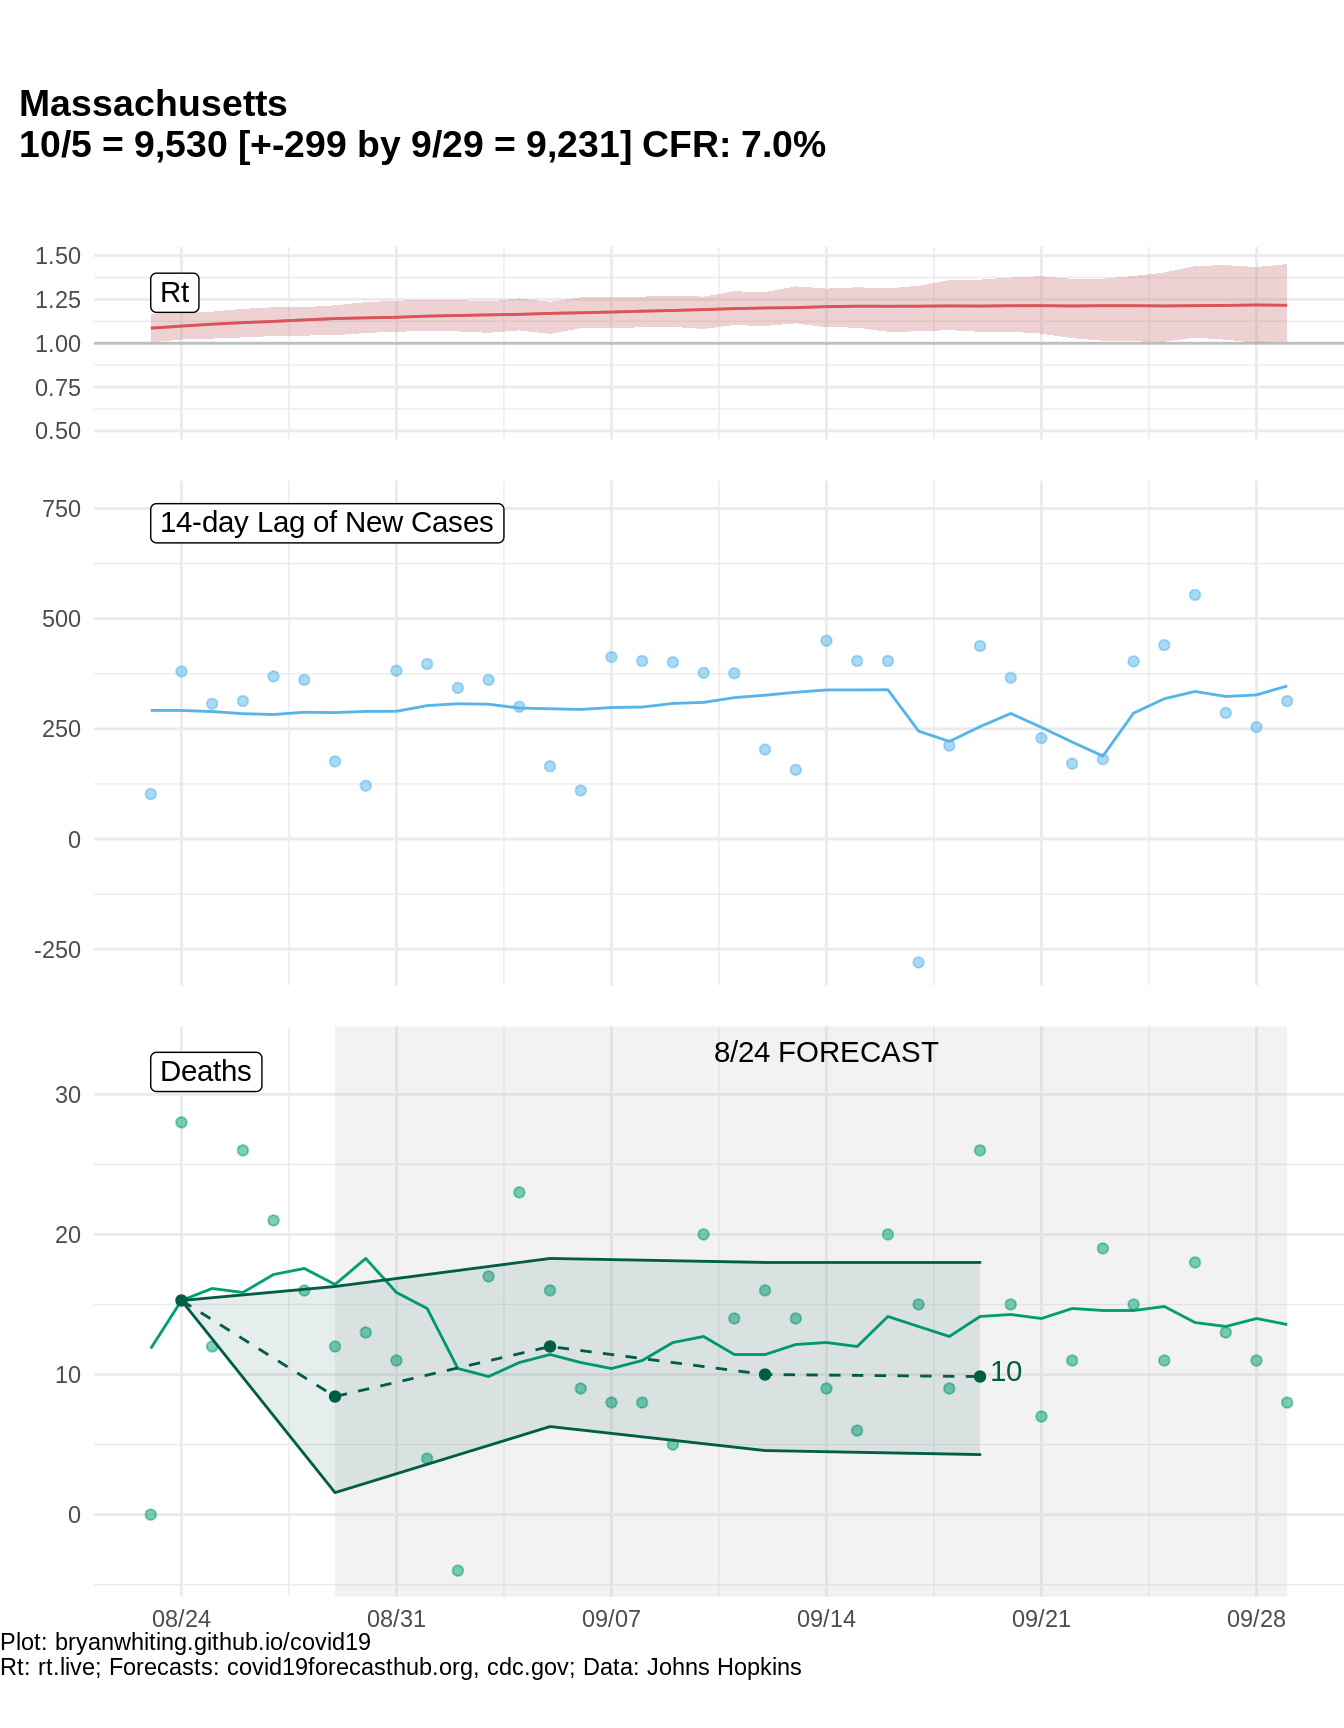 Massachusetts
10/5 = 9,530 [+-299 by 9/29 = 9,231] CFR: 7.0%
1.50
Rt
1.25
1.00
0.75
0.50
750
14-day Lag of New Cases
500
250
0
-250
8/24 FORECAST
Deaths
30
20
10
10
0
08/24 08/31 09/07 09/14 09/21 09/28
Plot: bryanwhiting.github.io/covid19
Rt: rt.live; Forecasts: covid19forecasthub.org, cdc.gov; Data: Johns Hopkins